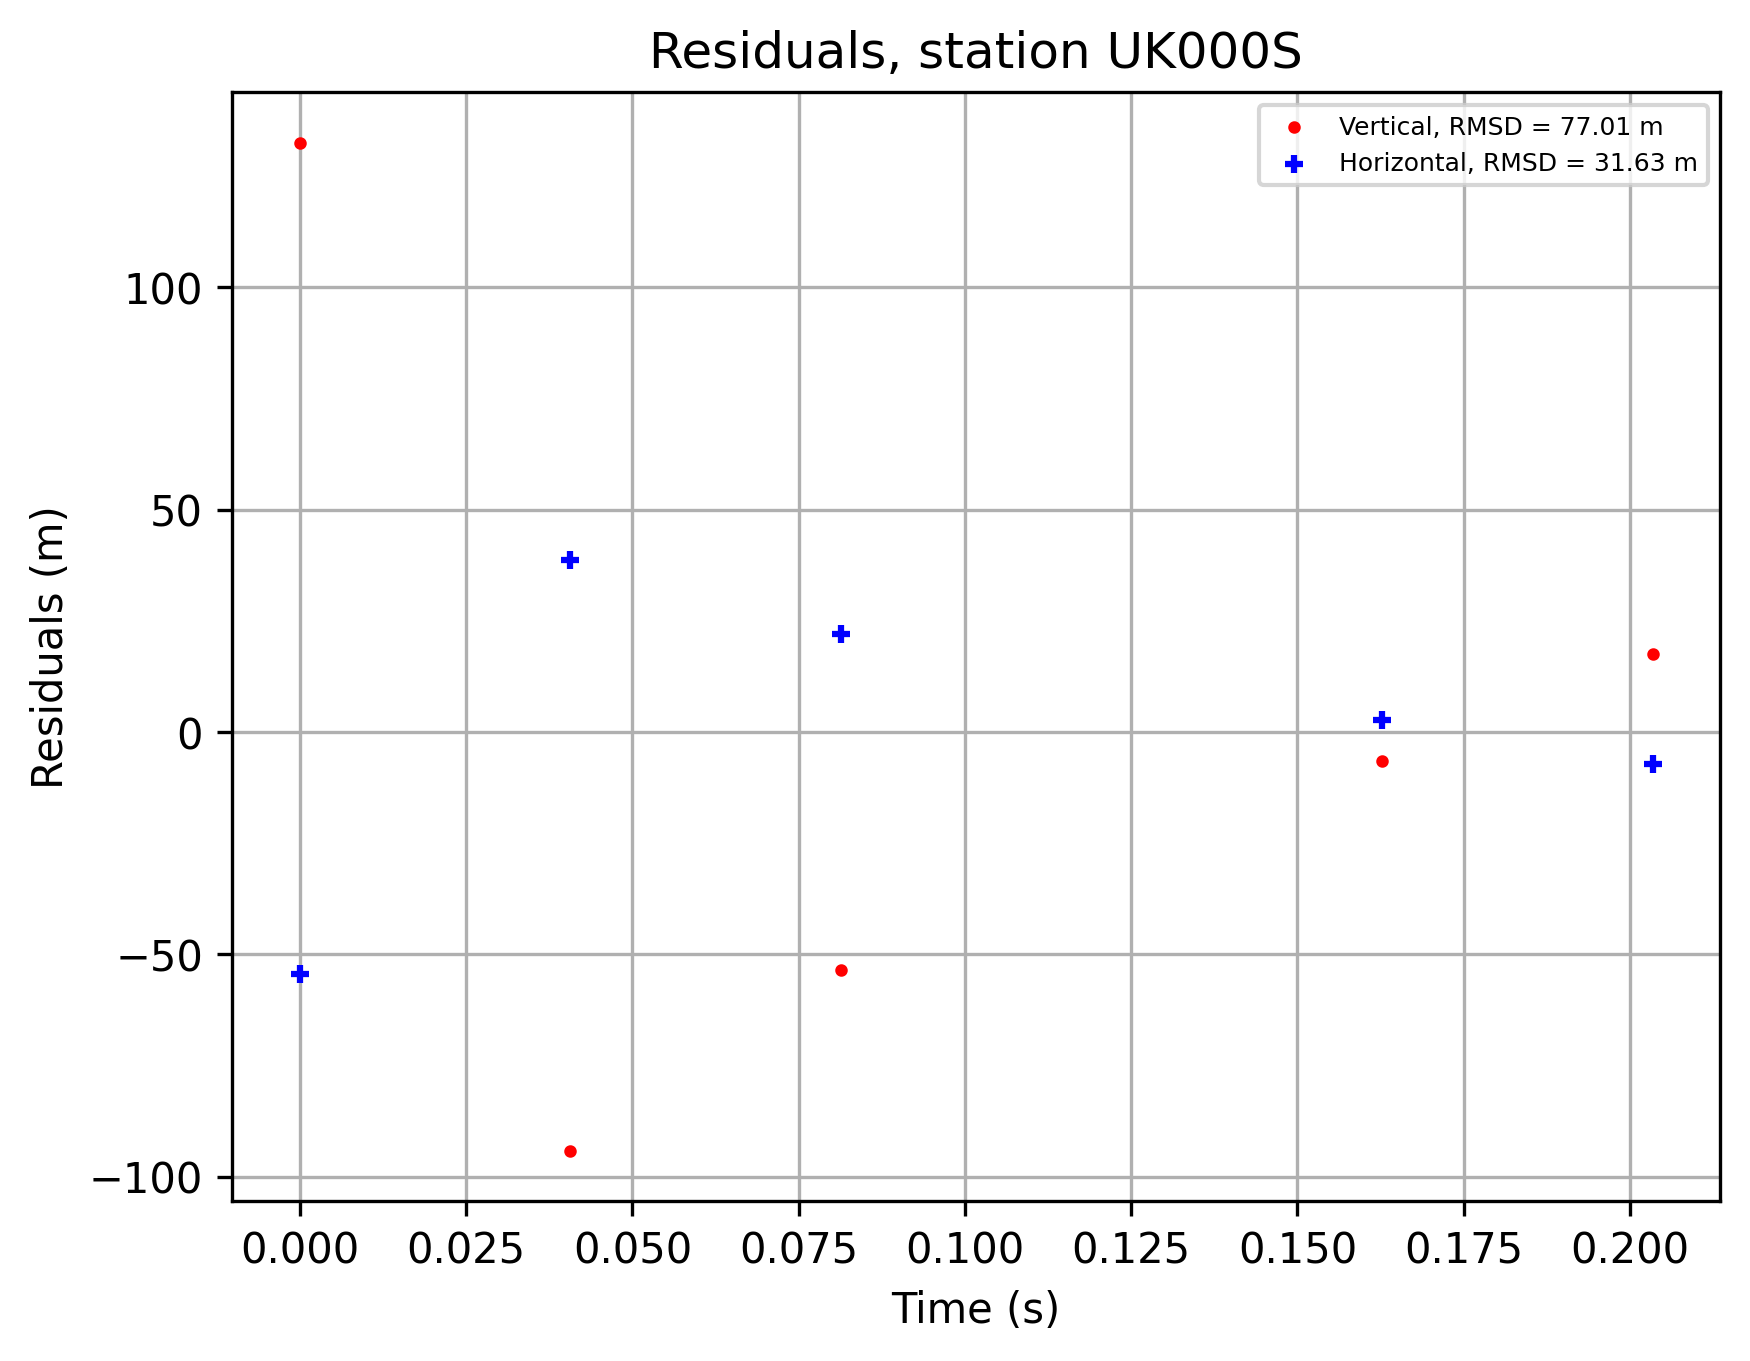 Residuals, station UK000S
Vertical, RMSD = 77.01 m
Horizontal, RMSD = 31.63 m
Residuals (m)
100
50
0
−50
−100
0.000 0.025 0.050 0.075 0.100 0.125 0.150 0.175 0.200
Time (s)